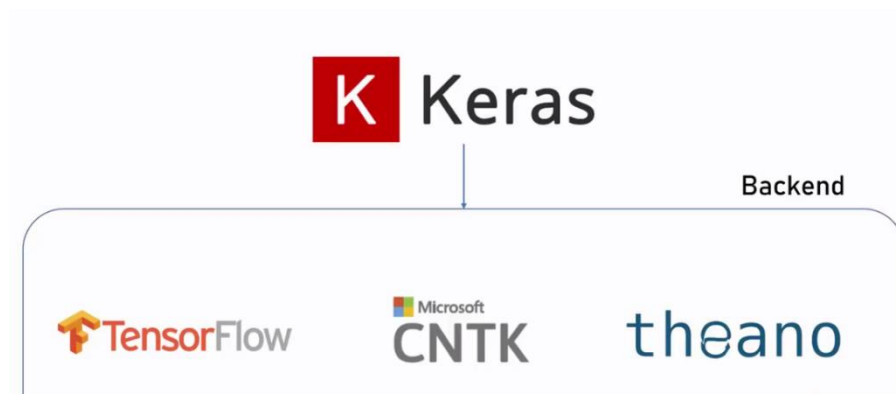 K Keras
Backend
TensorFlow
Microsoft
CNTK
theano